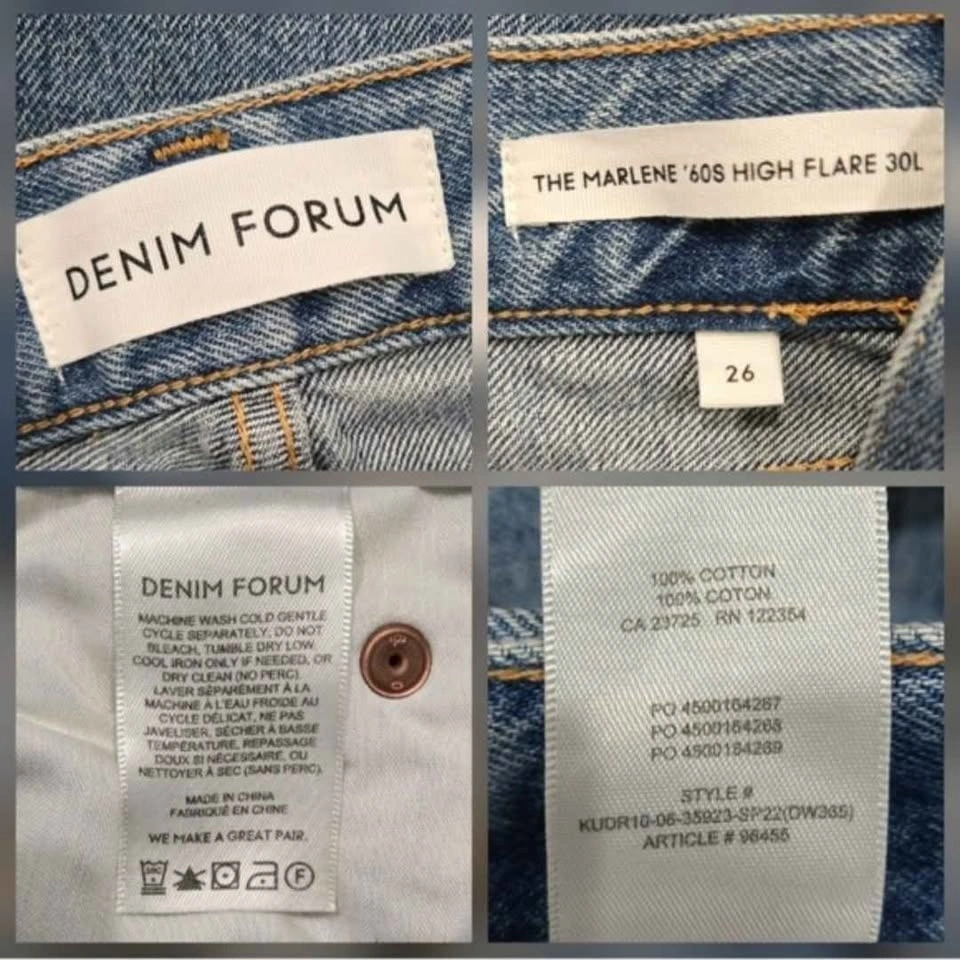 DENIM FORUM
THE MARLENE '60S HIGH FLARE 30L
26
DENIM FORUM
MACHINE WASH COLD GENTLE
CYCLE SEPARATELY, DO NOT
BLEACH, TUMBLE DRY LOW,
COOL IRON ONLY IF NEEDED, OR
DRY CLEAN (NO PERC).
LAVER SÉPARÉMENT À LA
MACHINE À L'EAU FROIDE AU
CYCLE DÉLICAT, NE PAS
JAVELISER, SÉCHER À BASSE
TEMPÉRATURE, REPASSAGE
DOUX SI NÉCESSAIRE, OU
NETTOYER À SEC (SANS PERC).
MADE IN CHINA
FABRIQUÉ EN CHINE
WE MAKE A GREAT PAIR.
F
100% COTTON
100% COTON
CA 23725 RN 122354
PO 4500164267
PO 4500164268
PO 4500164269
STYLE #
KUDR10-06-35923-SP22(DW365)
ARTICLE # 96455